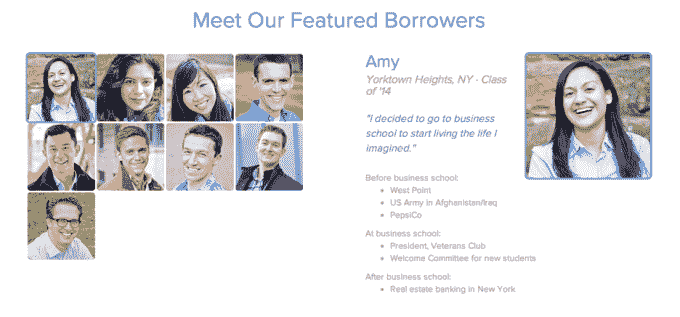 Meet Our Featured Borrowers
Amy
Yorktown Heights, NY - Class
of '14
"I decided to go to business
school to start living the life I
imagined."
Before business school:
West Point
US Army in Afghanistan/Iraq
PepsiCo
At business school:
President, Veterans Club
Welcome Committee for new students
After business school:
Real estate banking in New York